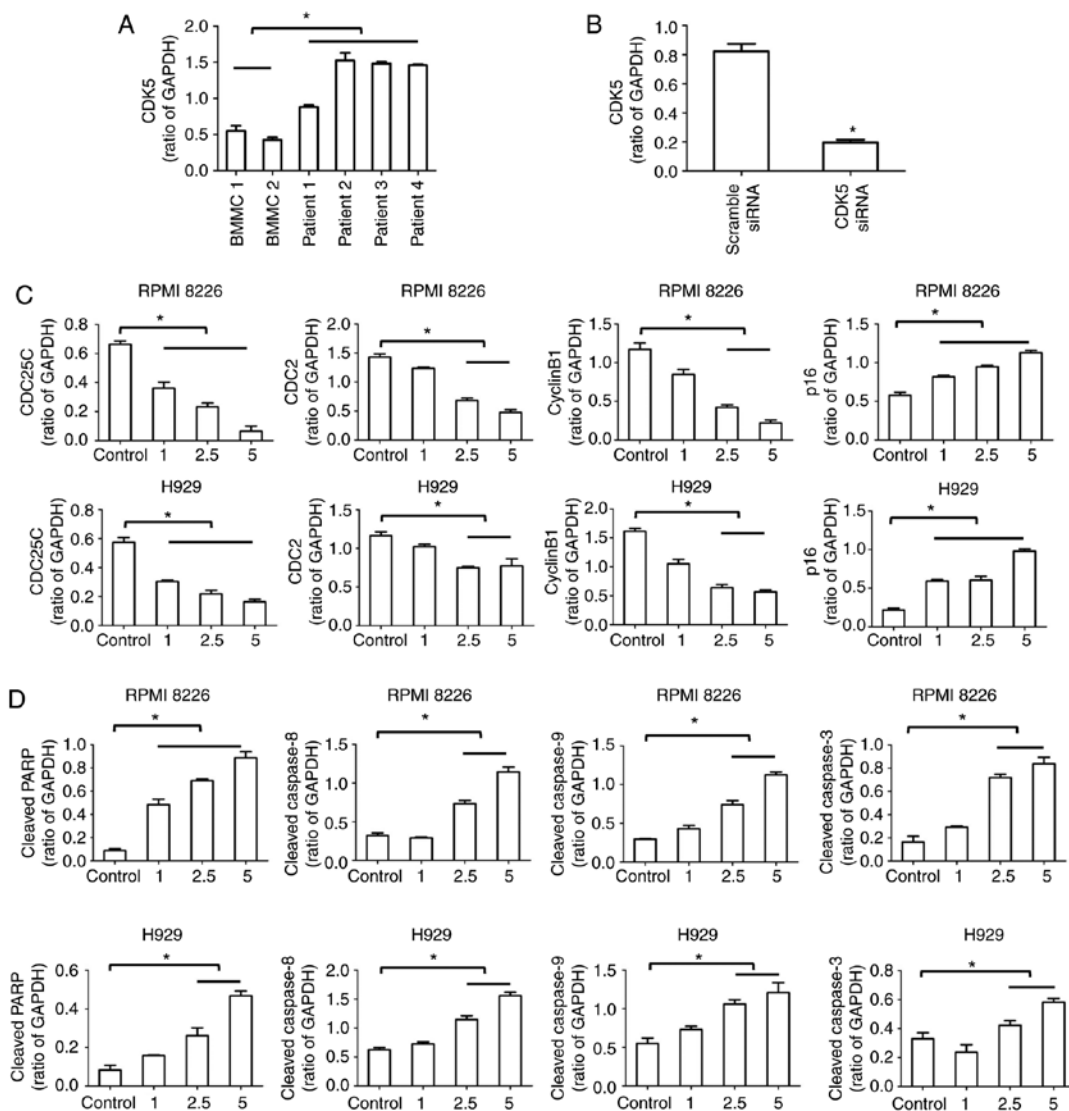 A
CDK5
(ratio of GAPDH)
2.0
1.5
1.0
0.5
0.0
*
BMMC 1
BMMC 2
Patient 1
Patient 2
Patient 3
Patient 4
B
CDK5
(ratio of GAPDH)
1.0
0.8
0.6
0.4
0.2
0.0
*
Scramble
siRNA
CDK5
siRNA
C
RPMI 8226
CDC25C
(ratio of GAPDH)
0.8
0.6
0.4
0.2
0.0
*
Control 1 2.5 5
RPMI 8226
CDC2
(ratio of GAPDH)
2.0
1.5
1.0
0.5
0.0
*
Control 1 2.5 5
RPMI 8226
CyclinB1
(ratio of GAPDH)
1.5
1.0
0.5
0.0
*
Control 1 2.5 5
RPMI 8226
p16
(ratio of GAPDH)
1.5
1.0
0.5
0.0
*
Control 1 2.5 5
H929
CDC25C
(ratio of GAPDH)
0.8
0.6
0.4
0.2
0.0
*
Control 1 2.5 5
H929
CDC2
(ratio of GAPDH)
1.5
1.0
0.5
0.0
*
Control 1 2.5 5
H929
CyclinB1
(ratio of GAPDH)
2.0
1.5
1.0
0.5
0.0
*
Control 1 2.5 5
H929
p16
(ratio of GAPDH)
1.5
1.0
0.5
0.0
*
Control 1 2.5 5
D
RPMI 8226
Cleaved PARP
(ratio of GAPDH)
1.0
0.8
0.6
0.4
0.2
0.0
*
Control 1 2.5 5
RPMI 8226
Cleaved caspase-8
(ratio of GAPDH)
1.5
1.0
0.5
0.0
*
Control 1 2.5 5
RPMI 8226
Cleaved caspase-9
(ratio of GAPDH)
1.5
1.0
0.5
0.0
*
Control 1 2.5 5
RPMI 8226
Cleaved caspase-3
(ratio of GAPDH)
1.0
0.8
0.6
0.4
0.2
0.0
*
Control 1 2.5 5
H929
Cleaved PARP
(ratio of GAPDH)
0.6
0.4
0.2
0.0
*
Control 1 2.5 5
H929
Cleaved caspase-8
(ratio of GAPDH)
2.0
1.5
1.0
0.5
0.0
*
Control 1 2.5 5
H929
Cleaved caspase-9
(ratio of GAPDH)
1.5
1.0
0.5
0.0
*
Control 1 2.5 5
H929
Cleaved caspase-3
(ratio of GAPDH)
0.8
0.6
0.4
0.2
0.0
*
Control 1 2.5 5